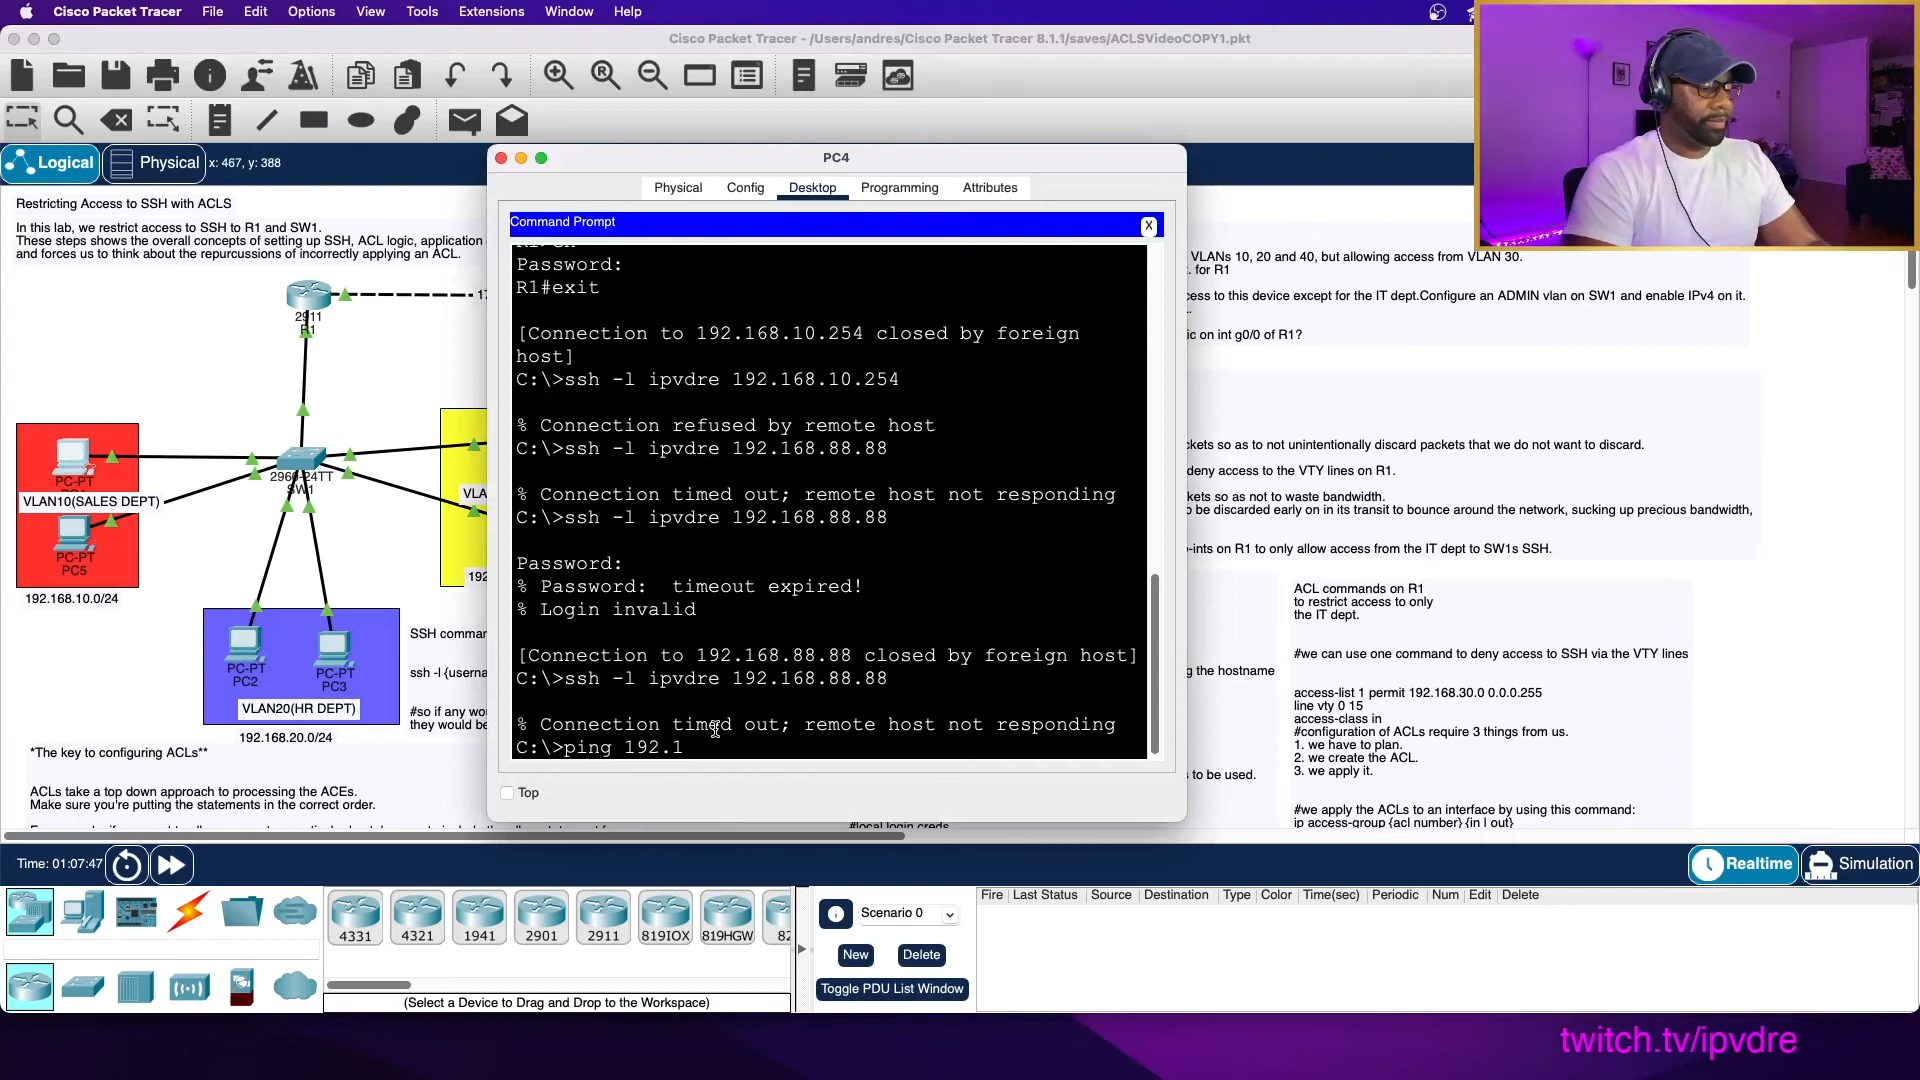 Cisco Packet Tracer File Edit Options View Tools Extensions Window Help
Cisco Packet Tracer - /Users/andres/Cisco Packet Tracer 8.1.1/saves/ACLSVideoCOPY1.pkt
Logical Physical x: 467, y: 388
PC4
Physical Config Desktop Programming Attributes
Command Prompt
X
Password:
R1#exit
[Connection to 192.168.10.254 closed by foreign
host]
C:\>ssh -l ipvdre 192.168.10.254
% Connection refused by remote host
C:\>ssh -l ipvdre 192.168.88.88
% Connection timed out; remote host not responding
C:\>ssh -l ipvdre 192.168.88.88
Password:
% Password:  timeout expired!
% Login invalid
[Connection to 192.168.88.88 closed by foreign host]
C:\>ssh -l ipvdre 192.168.88.88
% Connection timed out; remote host not responding
C:\>ping 192.1
Top
Restricting Access to SSH with ACLS
In this lab, we restrict access to SSH to R1 and SW1.
These steps shows the overall concepts of setting up SSH, ACL logic, application
and forces us to think about the repurcussions of incorrectly applying an ACL.
2911
R1
17
2960-24TT
SW1
PC-PT
VLAN10(SALES DEPT)
PC-PT
PC5
192.168.10.0/24
VLA
192
PC-PT
PC2
PC-PT
PC3
VLAN20(HR DEPT)
192.168.20.0/24
SSH comman
ssh -l {userna
#so if any wou
they would be
*The key to configuring ACLs**
ACLs take a top down approach to processing the ACEs.
Make sure you're putting the statements in the correct order.
#local login creds
VLANs 10, 20 and 40, but allowing access from VLAN 30.
. for R1
cess to this device except for the IT dept.Configure an ADMIN vlan on SW1 and enable IPv4 on it.
ic on int g0/0 of R1?
ckets so as to not unintentionally discard packets that we do not want to discard.
deny access to the VTY lines on R1.
kets so as not to waste bandwidth.
o be discarded early on in its transit to bounce around the network, sucking up precious bandwidth,
-ints on R1 to only allow access from the IT dept to SW1s SSH.
g the hostname
s to be used.
ACL commands on R1
to restrict access to only
the IT dept.
#we can use one command to deny access to SSH via the VTY lines
access-list 1 permit 192.168.30.0 0.0.0.255
line vty 0 15
access-class in
#configuration of ACLs require 3 things from us.
1. we have to plan.
2. we create the ACL.
3. we apply it.
#we apply the ACLs to an interface by using this command:
ip access-group {acl number} {in | out}
Time: 01:07:47
Realtime Simulation
4331 4321 1941 2901 2911 819IOX 819HGW 82
(Select a Device to Drag and Drop to the Workspace)
Scenario 0
New Delete
Toggle PDU List Window
Fire Last Status Source Destination Type Color Time(sec) Periodic Num Edit Delete
twitch.tv/ipvdre